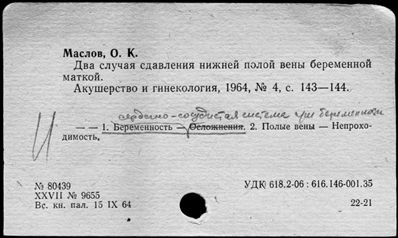 Маслов, О. К.
Два случая сдавления нижней полой вены беременной
маткой.
Акушерство и гинекология, 1964, № 4, с. 143—144.
сердечно-сосудистая система при беременности
— — 1. Беременность — Осложнения. 2. Полые вены — Непрохо-
димость,
№ 80439
XXVII № 9655
Вс. кн. пал. 15 IX 64
УДК 618.2-06 : 616.146-001.35
22-21